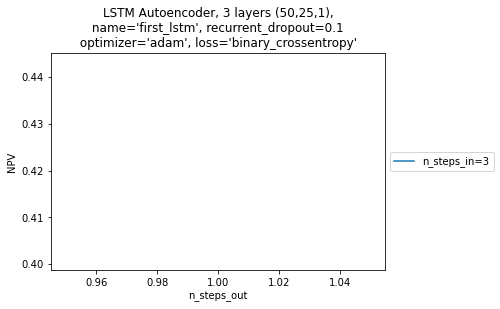 LSTM Autoencoder, 3 layers (50,25,1),
name='first_lstm', recurrent_dropout=0.1
optimizer='adam', loss='binary_crossentropy'
0.44
0.43
0.42
0.41
0.40
NPV
0.96 0.98 1.00 1.02 1.04
n_steps_out
n_steps_in=3